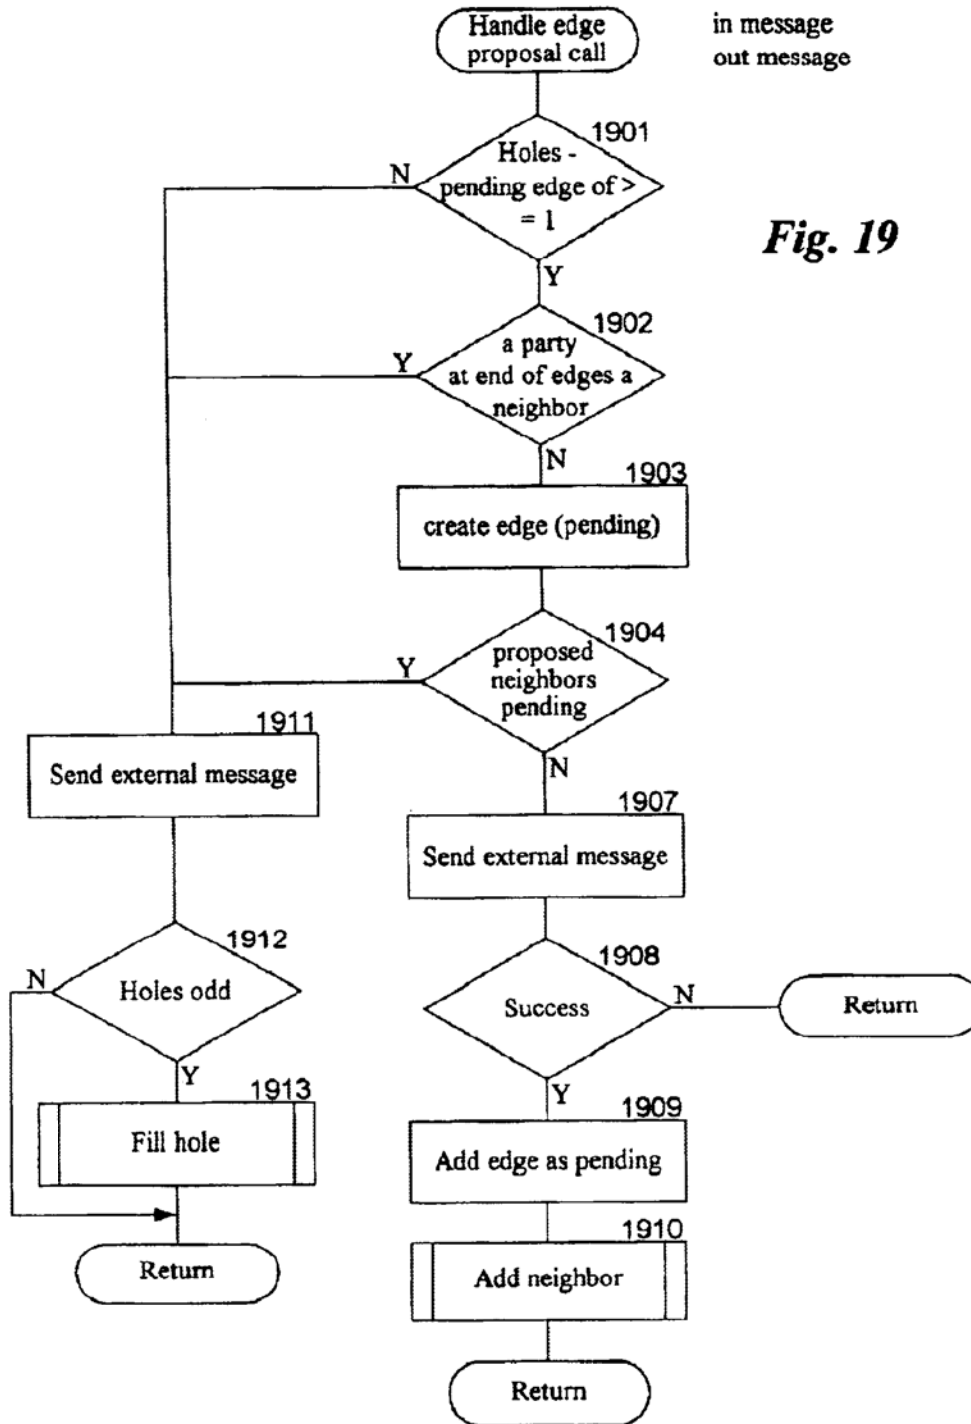 Handle edge
proposal call
in message
out message
1901
Holes -
pending edge of >
= 1
N
Y
Fig. 19
1902
a party
at end of edges a
neighbor
Y
N
1903
create edge (pending)
1904
proposed
neighbors
pending
Y
N
1911
Send external message
1907
Send external message
1912
Holes odd
N
Y
1908
Success
N
Return
Y
1913
Fill hole
1909
Add edge as pending
1910
Add neighbor
Return
Return